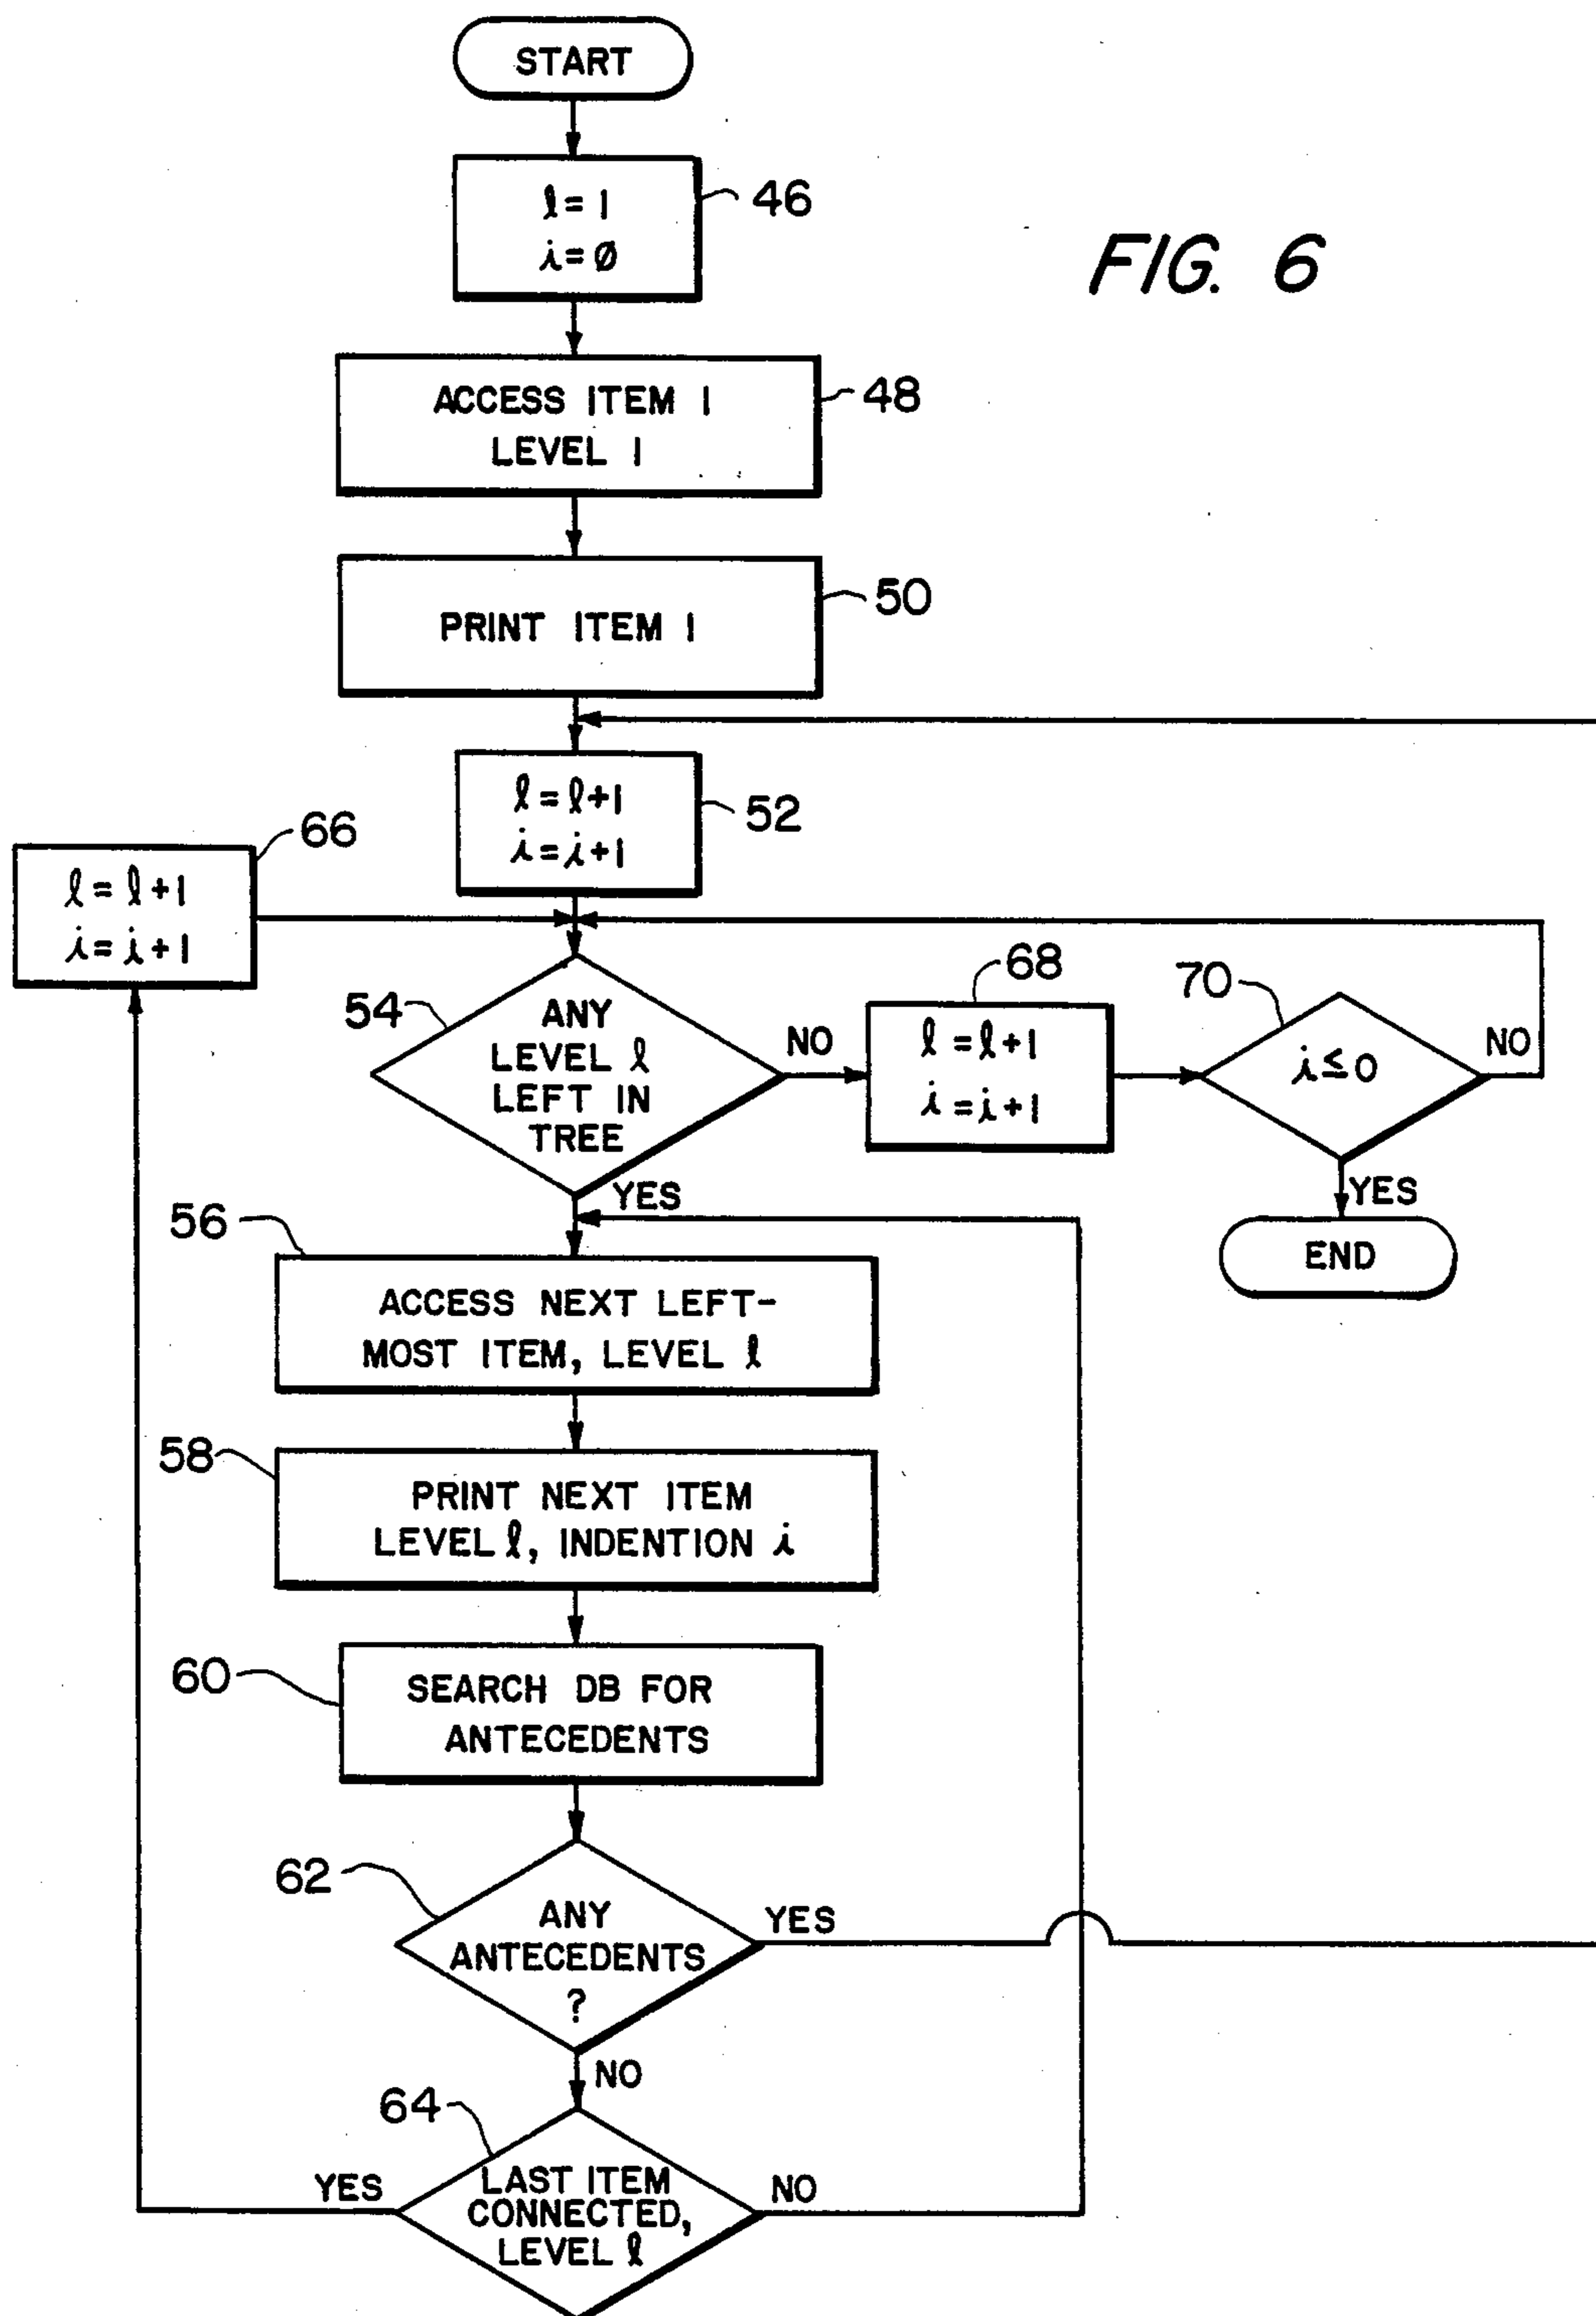 START
ℓ = 1
i = Ø
46
FIG. 6
ACCESS ITEM 1
LEVEL 1
48
PRINT ITEM 1
50
ℓ = ℓ+1
i = i+1
52
66
ℓ = ℓ+1
i = i+1
54
ANY
LEVEL ℓ
LEFT IN
TREE
NO
68
ℓ = ℓ+1
i = i+1
70
i ≤ 0
NO
YES
END
YES
56
ACCESS NEXT LEFT-
MOST ITEM, LEVEL ℓ
58
PRINT NEXT ITEM
LEVEL ℓ, INDENTION i
60
SEARCH DB FOR
ANTECEDENTS
62
ANY
ANTECEDENTS
?
YES
NO
64
LAST ITEM
CONNECTED,
LEVEL ℓ
YES
NO